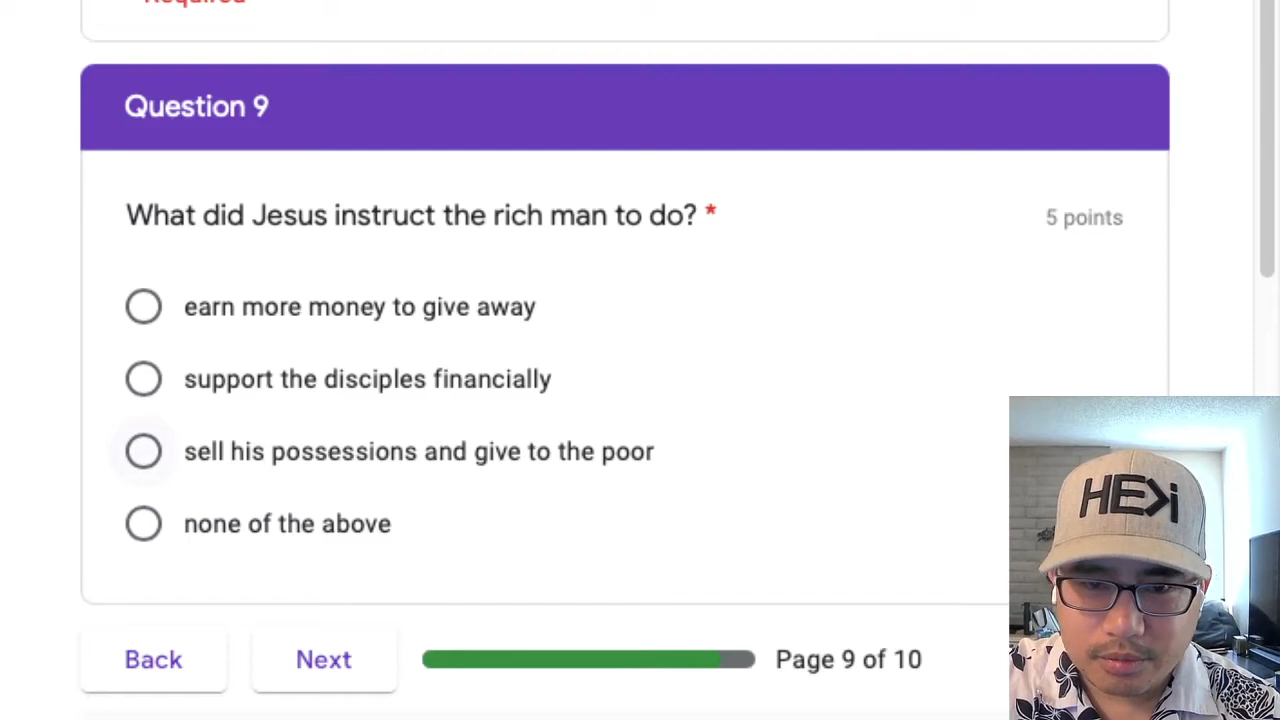 Required
Question 9
What did Jesus instruct the rich man to do? *
5 points
earn more money to give away
support the disciples financially
sell his possessions and give to the poor
none of the above
HE>i
Back
Next
Page 9 of 10